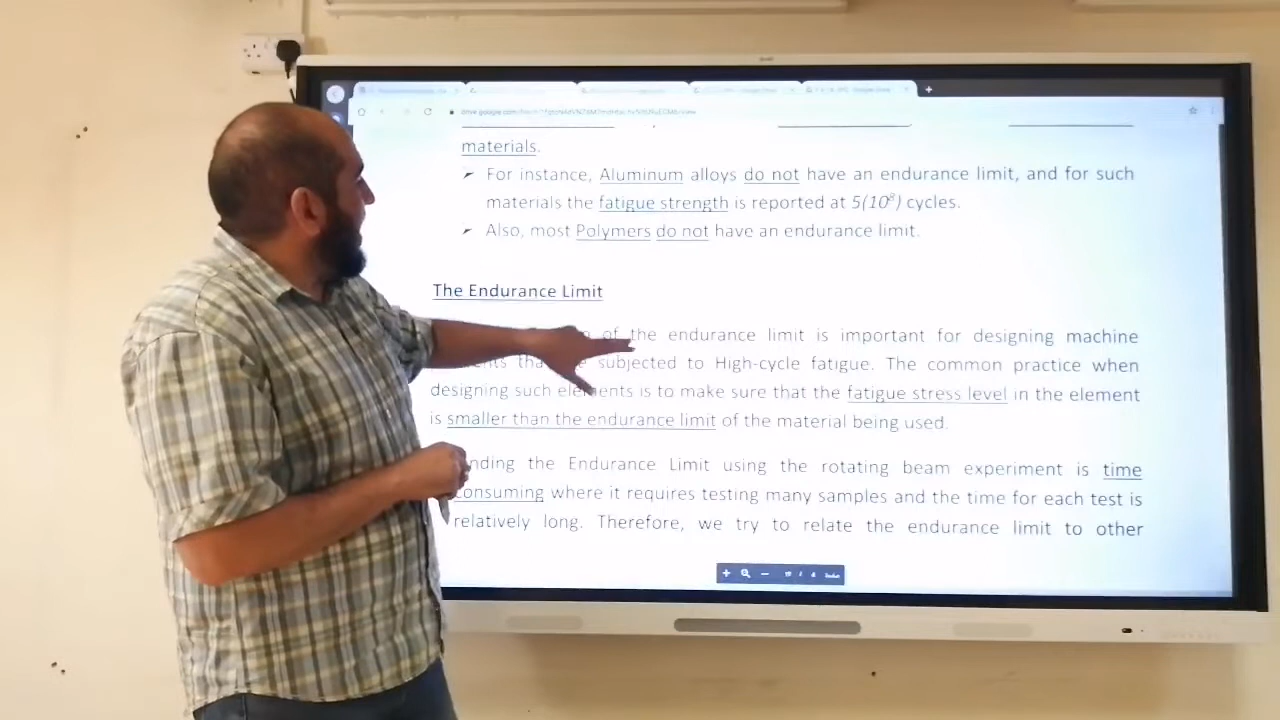 materials.
➤ For instance, Aluminum alloys do not have an endurance limit, and for such
materials the fatigue strength is reported at 5(10⁸) cycles.
➤ Also, most Polymers do not have an endurance limit.
The Endurance Limit
of the endurance limit is important for designing machine
subjected to High-cycle fatigue. The common practice when
designing such elements is to make sure that the fatigue stress level in the element
is smaller than the endurance limit of the material being used.
the Endurance Limit using the rotating beam experiment is time
consuming where it requires testing many samples and the time for each test is
relatively long. Therefore, we try to relate the endurance limit to other